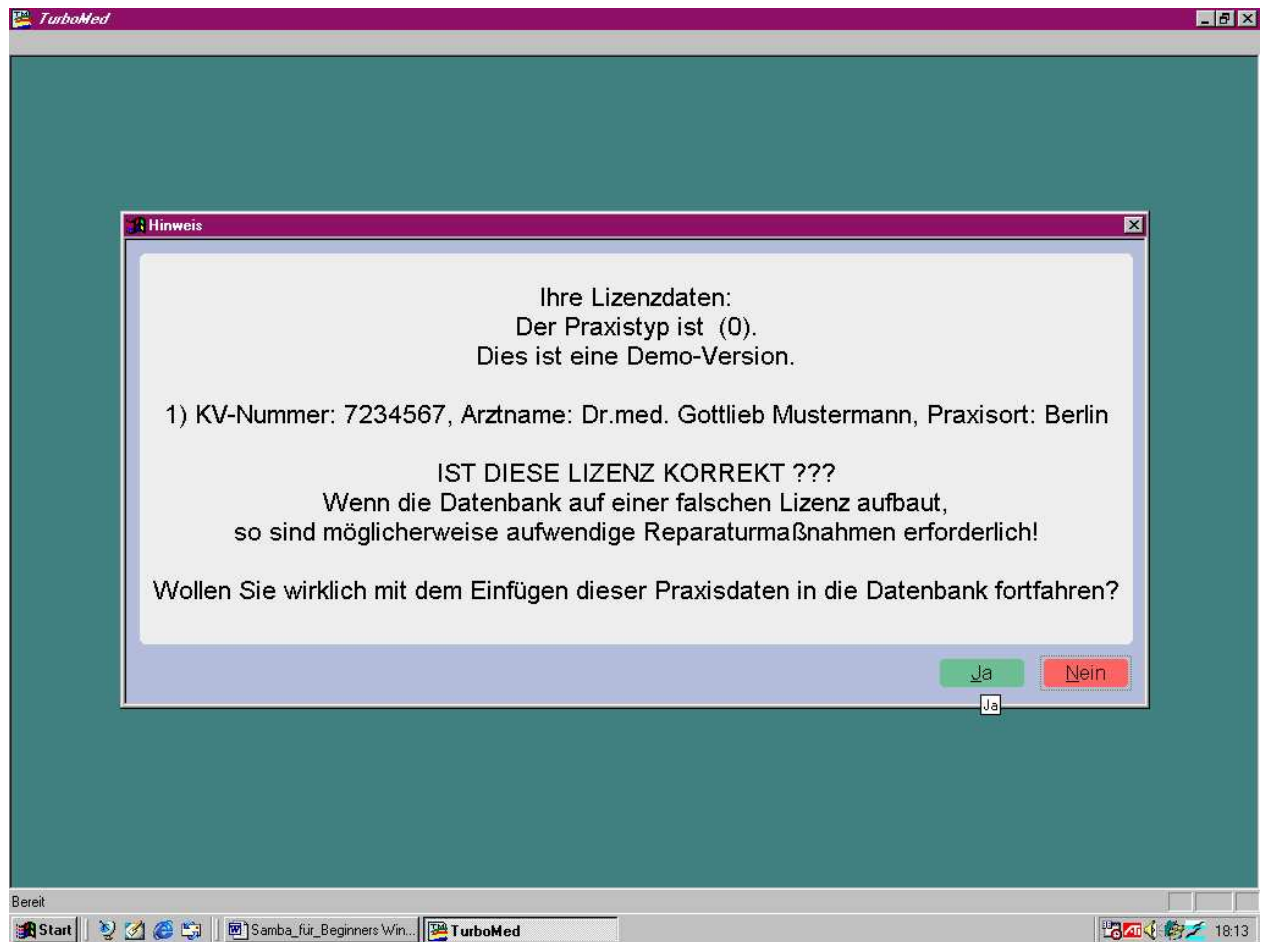 TurboMed
Hinweis
Ihre Lizenzdaten:
Der Praxistyp ist (0).
Dies ist eine Demo-Version.
1) KV-Nummer: 7234567, Arztname: Dr.med. Gottlieb Mustermann, Praxisort: Berlin
IST DIESE LIZENZ KORREKT ???
Wenn die Datenbank auf einer falschen Lizenz aufbaut,
so sind möglicherweise aufwendige Reparaturmaßnahmen erforderlich!
Wollen Sie wirklich mit dem Einfügen dieser Praxisdaten in die Datenbank fortfahren?
Ja Nein
Ja
Bereit
Start Samba_für_Beginners Win... TurboMed 18:13